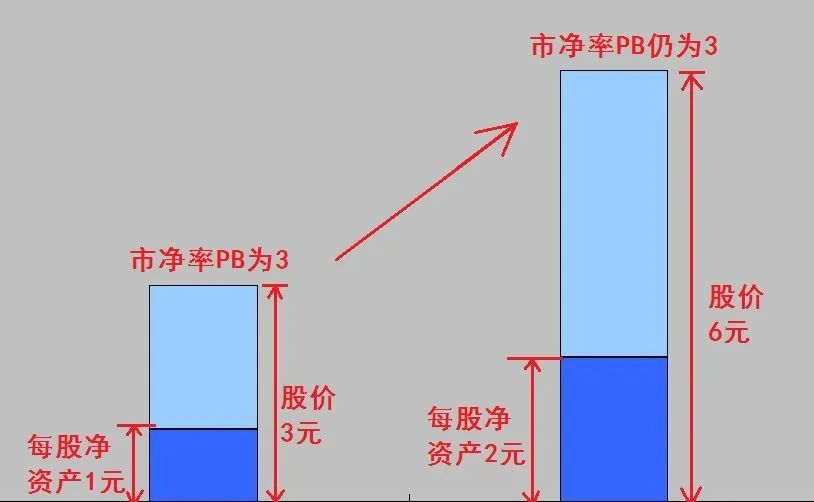 市净率PB为3
股价
3元
每股净
资产1元
市净率PB仍为3
股价
6元
每股净
资产2元